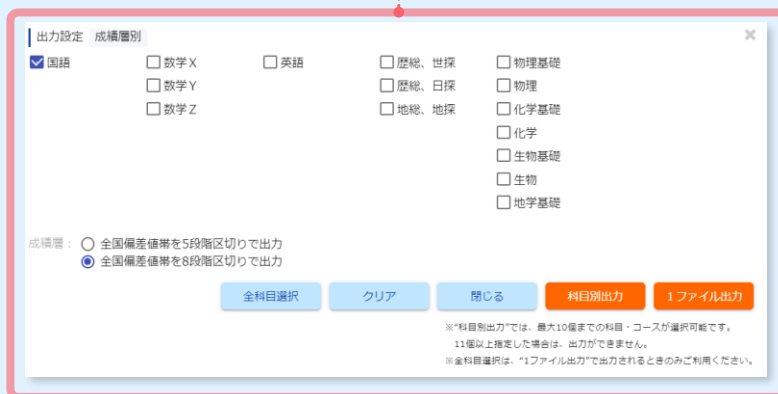 出力設定 成績層別
国語 数学X 英語 歴総、世探 物理基礎
数学Y 歴総、日探 物理
数学Z 地総、地探 化学基礎
化学
生物基礎
生物
地学基礎
成績層： 全国偏差値帯を5段階区切りで出力
全国偏差値帯を8段階区切りで出力
全科目選択 クリア 閉じる 科目別出力 1ファイル出力
※"科目別出力"では、最大10個までの科目・コースが選択可能です。
11個以上指定した場合は、出力ができません。
※全科目選択は、"1ファイル出力"で出力されるときのみご利用ください。